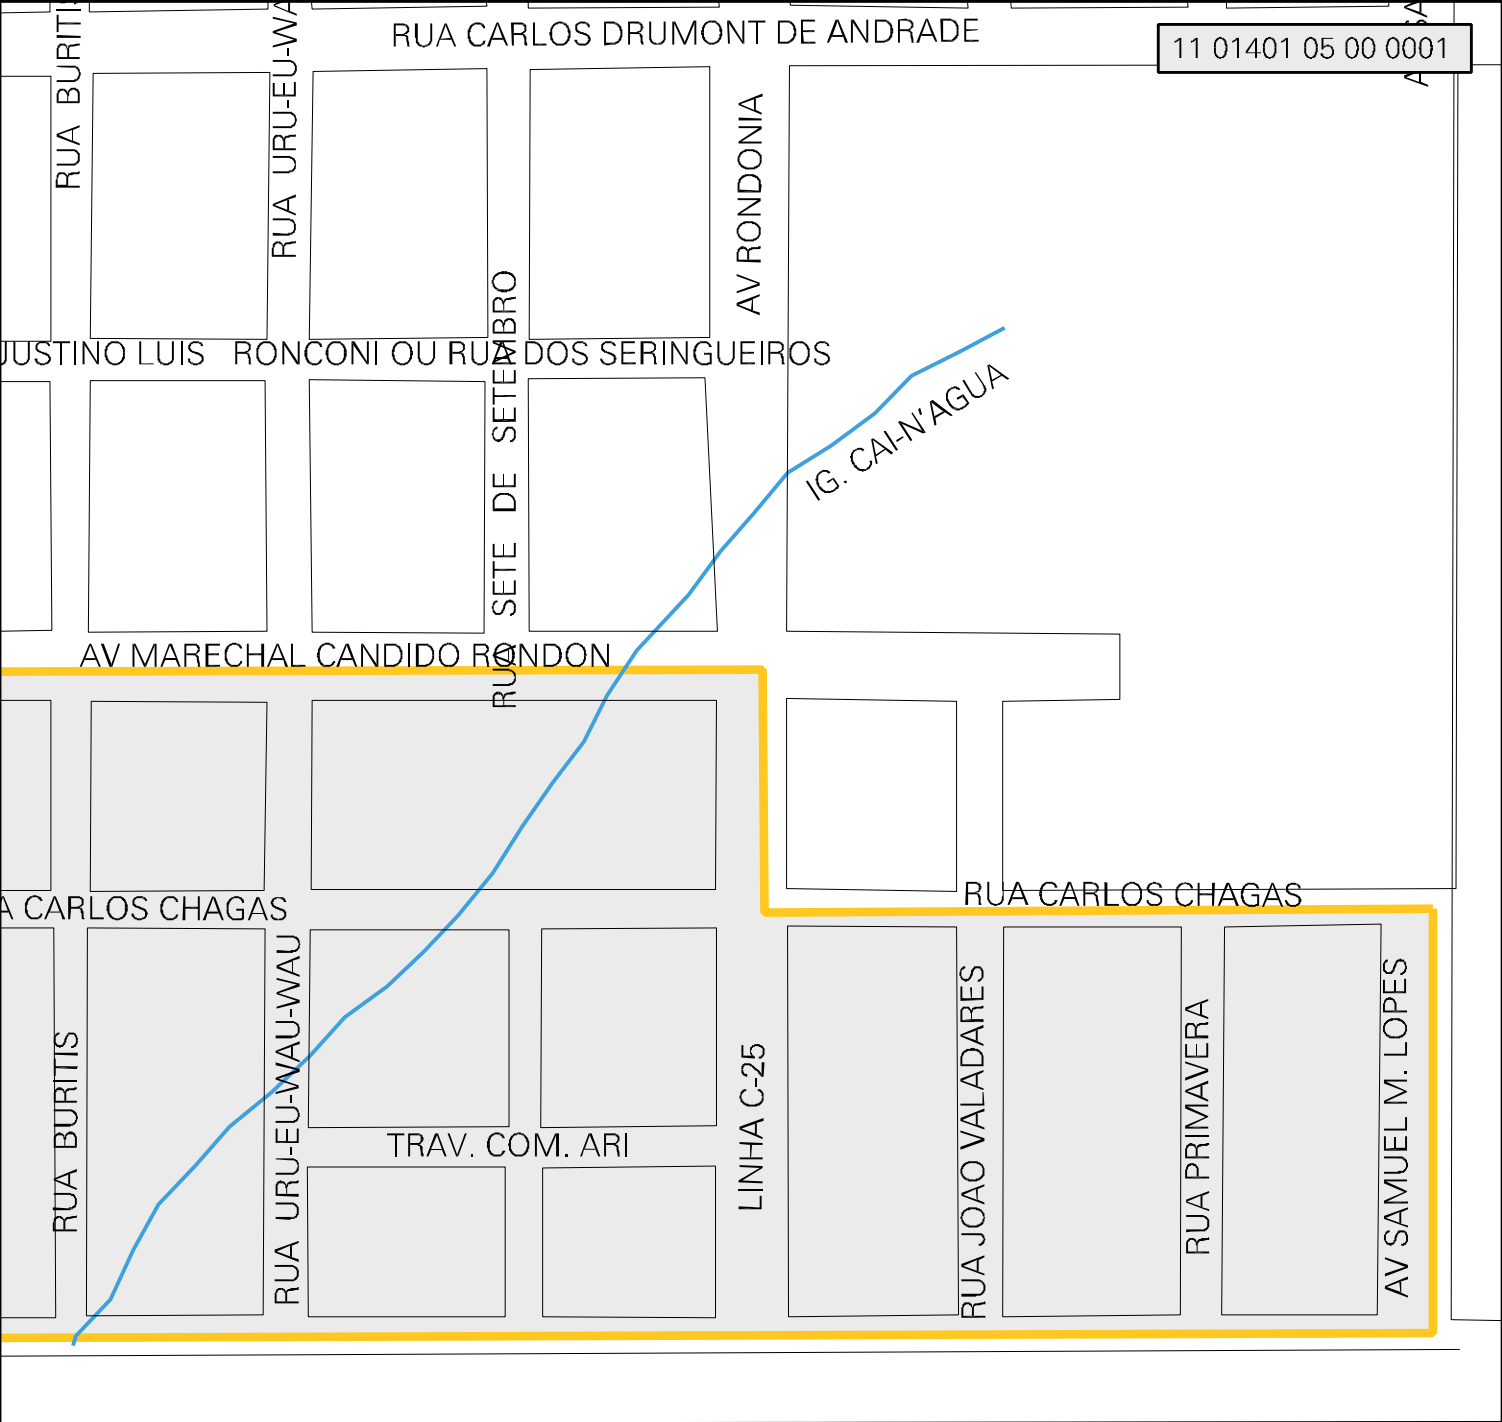 RUA CARLOS DRUMONT DE ANDRADE
11 01401 05 00 0001
RUA BURITIS
RUA URU-EU-WA
AV RONDONIA
JUSTINO LUIS RONCONI OU RUA DOS SERINGUEIROS
RUA SETE DE SETEMBRO
IG. CAI-N'AGUA
AV MARECHAL CANDIDO RONDON
RUA CARLOS CHAGAS
A CARLOS CHAGAS
RUA BURITIS
RUA URU-EU-WAU-WAU
TRAV. COM. ARI
LINHA C-25
RUA JOAO VALADARES
RUA PRIMAVERA
AV SAMUEL M. LOPES